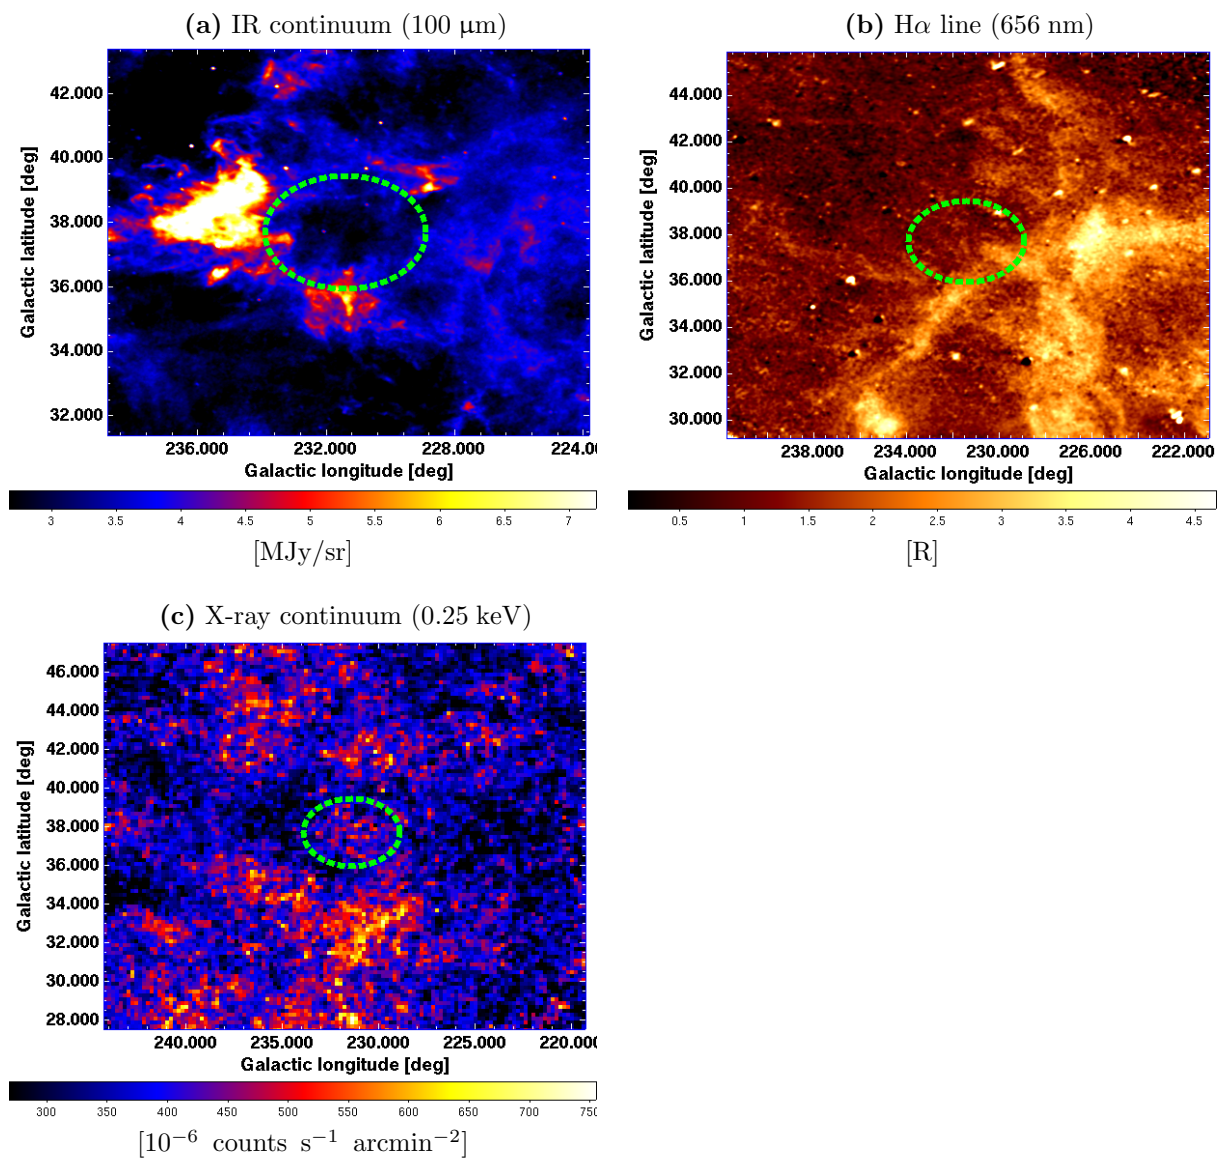 (a) IR continuum (100 μm)
42.000
40.000
38.000
36.000
34.000
32.000
Galactic latitude [deg]
236.000 232.000 228.000 224.0
Galactic longitude [deg]
3 3.5 4 4.5 5 5.5 6 6.5 7
[MJy/sr]
(b) Hα line (656 nm)
44.000
42.000
40.000
38.000
36.000
34.000
32.000
30.000
Galactic latitude [deg]
238.000 234.000 230.000 226.000 222.000
Galactic longitude [deg]
0.5 1 1.5 2 2.5 3 3.5 4 4.5
[R]
(c) X-ray continuum (0.25 keV)
46.000
44.000
42.000
40.000
38.000
36.000
34.000
32.000
30.000
28.000
Galactic latitude [deg]
240.000 235.000 230.000 225.000 220.000
Galactic longitude [deg]
300 350 400 450 500 550 600 650 700 750
[10⁻⁶ counts s⁻¹ arcmin⁻²]